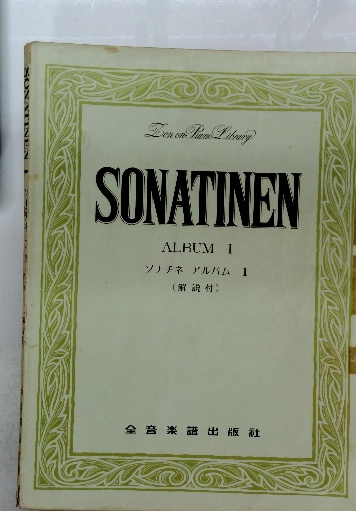 Zen-on Piano Library
SONATINEN
ALBUM I
ソナチネ アルバム 1
(解説付)
全音楽譜出版社
SONATINEN I